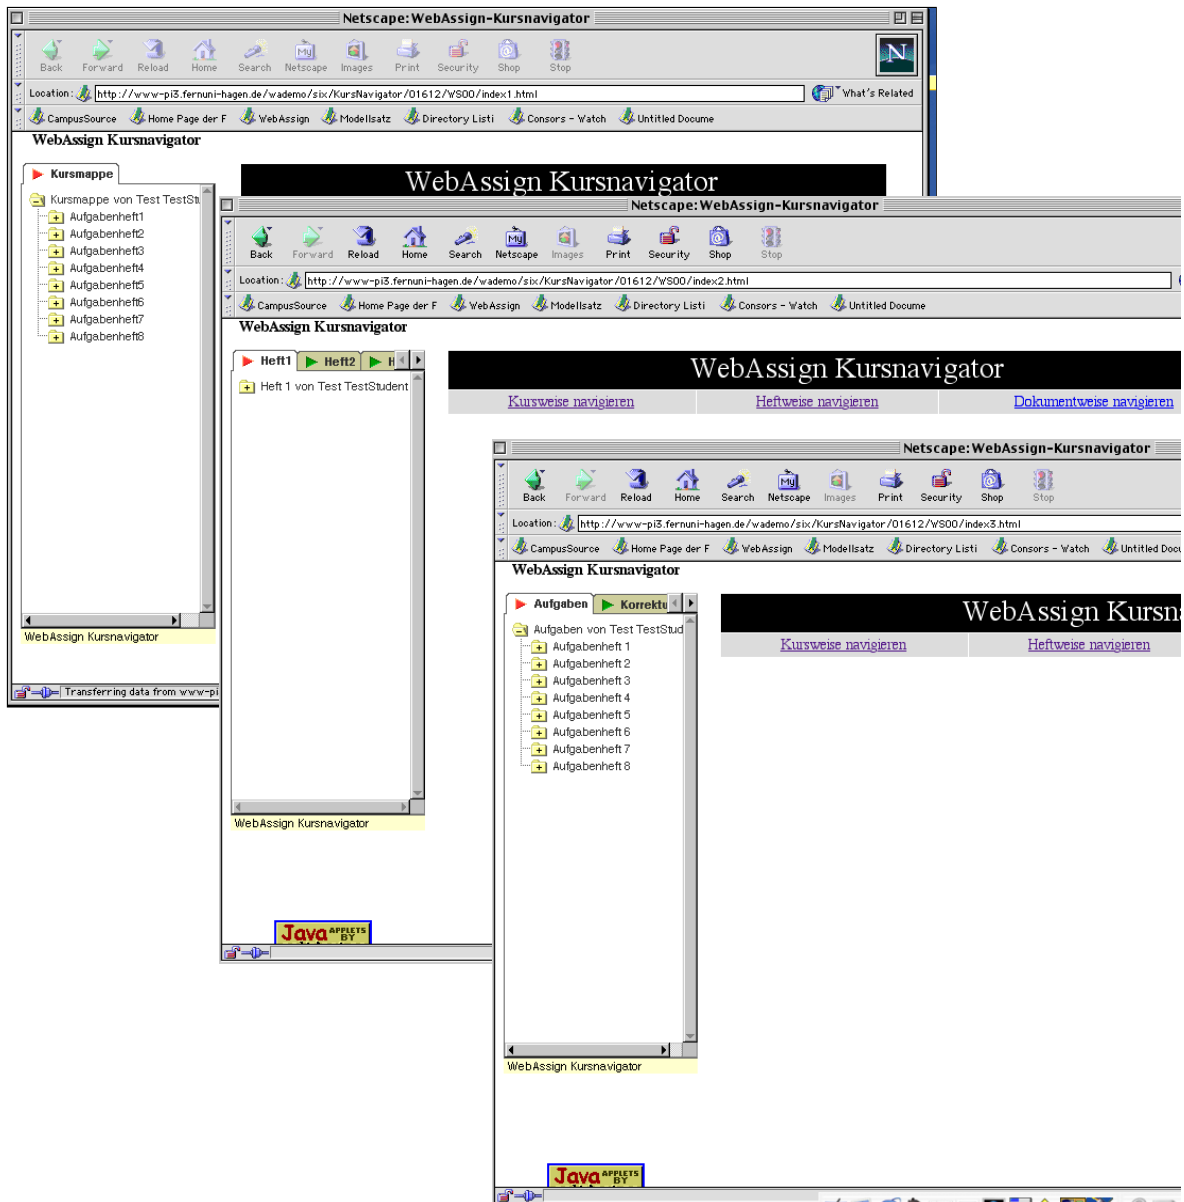 Netscape: WebAssign-Kursnavigator
Back Forward Reload Home Search Netscape Images Print Security Shop Stop
N
Location: http://www-pi3.fernuni-hagen.de/wademo/six/KursNavigator/01612/WS00/index1.html What's Related
CampusSource Home Page der F WebAssign Modellsatz Directory Listi Consors - Watch Untitled Docume
WebAssign Kursnavigator
Kursmappe
WebAssign Kursnavigator
Kursmappe von Test TestStu
Aufgabenheft1
Aufgabenheft2
Aufgabenheft3
Aufgabenheft4
Aufgabenheft5
Aufgabenheft6
Aufgabenheft7
Aufgabenheft8
WebAssign Kursnavigator
Transferring data from www-pi
Netscape: WebAssign-Kursnavigator
Back Forward Reload Home Search Netscape Images Print Security Shop Stop
My
Location: http://www-pi3.fernuni-hagen.de/wademo/six/KursNavigator/01612/WS00/index2.html
CampusSource Home Page der F WebAssign Modellsatz Directory Listi Consors - Watch Untitled Docume
WebAssign Kursnavigator
Heft1 Heft2 H
WebAssign Kursnavigator
Heft 1 von Test TestStudent
Kursweise navigieren Heftweise navigieren Dokumentweise navigieren
WebAssign Kursnavigator
Java APPLETS BY
Netscape: WebAssign-Kursnavigator
Back Forward Reload Home Search Netscape Images Print Security Shop Stop
My
Location: http://www-pi3.fernuni-hagen.de/wademo/six/KursNavigator/01612/WS00/index3.html
CampusSource Home Page der F WebAssign Modellsatz Directory Listi Consors - Watch Untitled Docu
WebAssign Kursnavigator
Aufgaben Korrektu
WebAssign Kursna
Aufgaben von Test TestStud
Kursweise navigieren Heftweise navigieren
Aufgabenheft 1
Aufgabenheft 2
Aufgabenheft 3
Aufgabenheft 4
Aufgabenheft 5
Aufgabenheft 6
Aufgabenheft 7
Aufgabenheft 8
WebAssign Kursnavigator
Java APPLETS BY